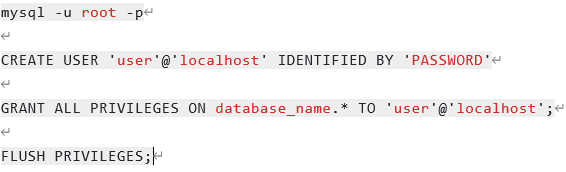 mysql -u root -p
CREATE USER 'user'@'localhost' IDENTIFIED BY 'PASSWORD'
GRANT ALL PRIVILEGES ON database_name.* TO 'user'@'localhost';
FLUSH PRIVILEGES;